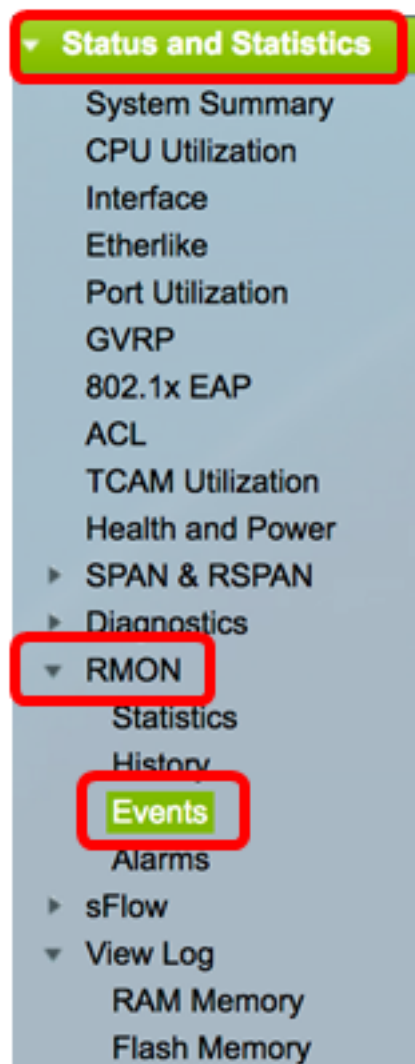 Status and Statistics
System Summary
CPU Utilization
Interface
Etherlike
Port Utilization
GVRP
802.1x EAP
ACL
TCAM Utilization
Health and Power
SPAN & RSPAN
Diagnostics
RMON
Statistics
History
Events
Alarms
sFlow
View Log
RAM Memory
Flash Memory